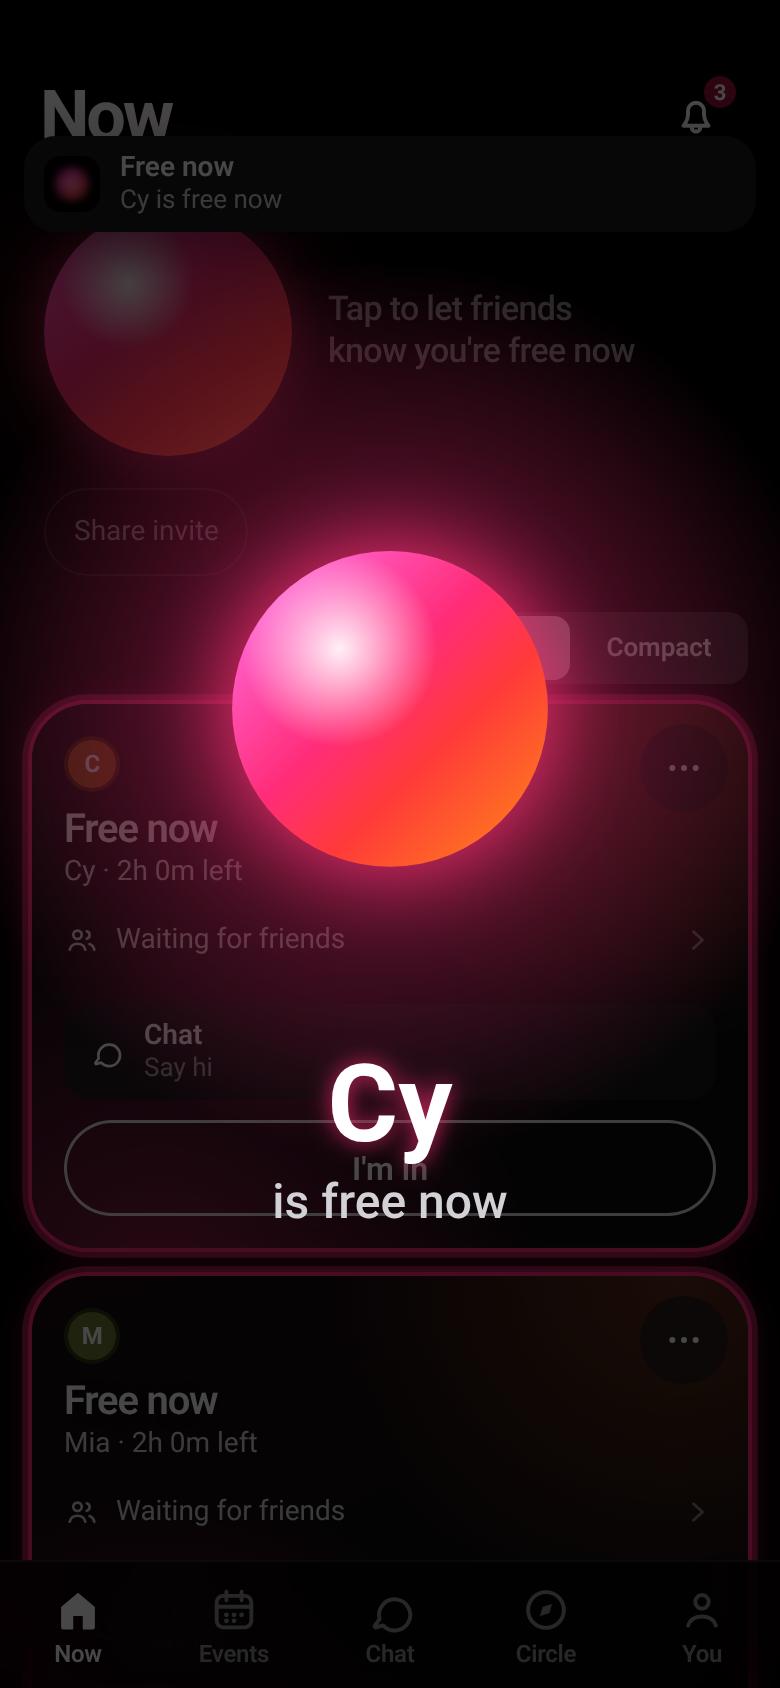 Now
3
Free now
Cy is free now
Tap to let friends
know you're free now
Share invite
Compact
C
Free now
Cy · 2h 0m left
Waiting for friends
Chat
Say hi
Cy
I'm in
is free now
M
Free now
Mia · 2h 0m left
Waiting for friends
Now
Events
Chat
Circle
You